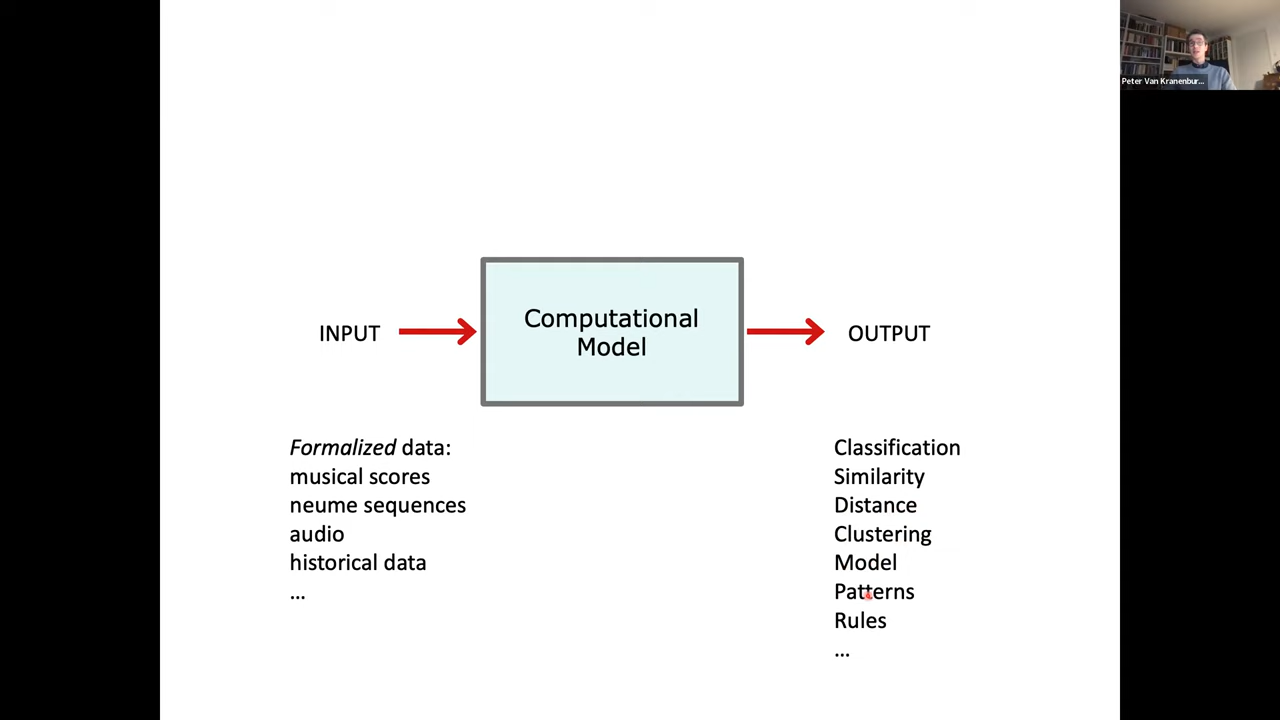 Peter Van Kranenbur...
Computational
Model
INPUT
OUTPUT
Formalized data:
musical scores
neume sequences
audio
historical data
...
Classification
Similarity
Distance
Clustering
Model
Patterns
Rules
...